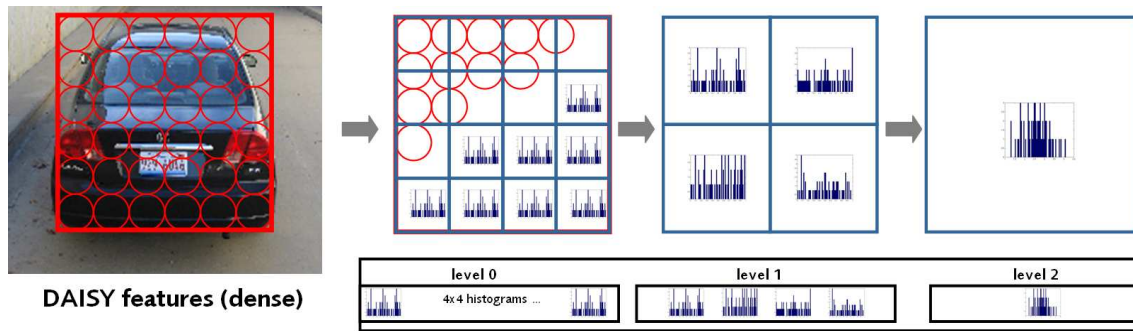 DAISY features (dense)
level 0
level 1
level 2
4x4 histograms ...